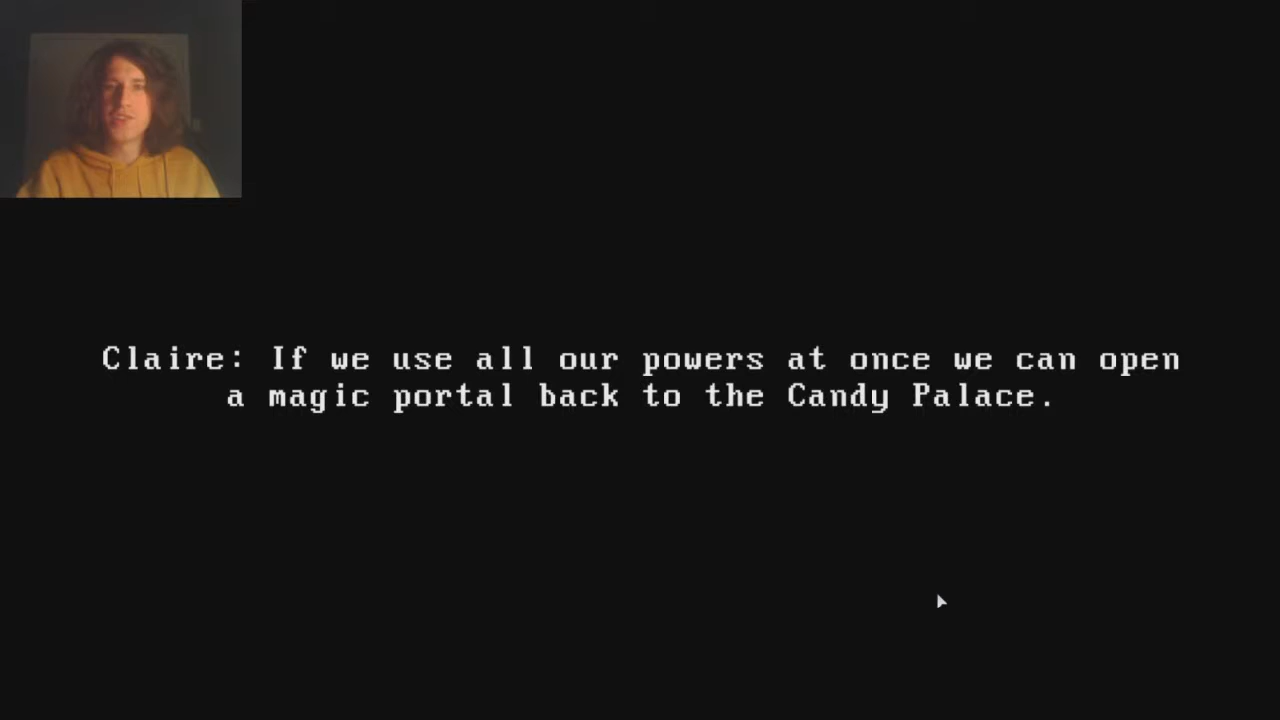 Claire: If we use all our powers at once we can open
a magic portal back to the Candy Palace.